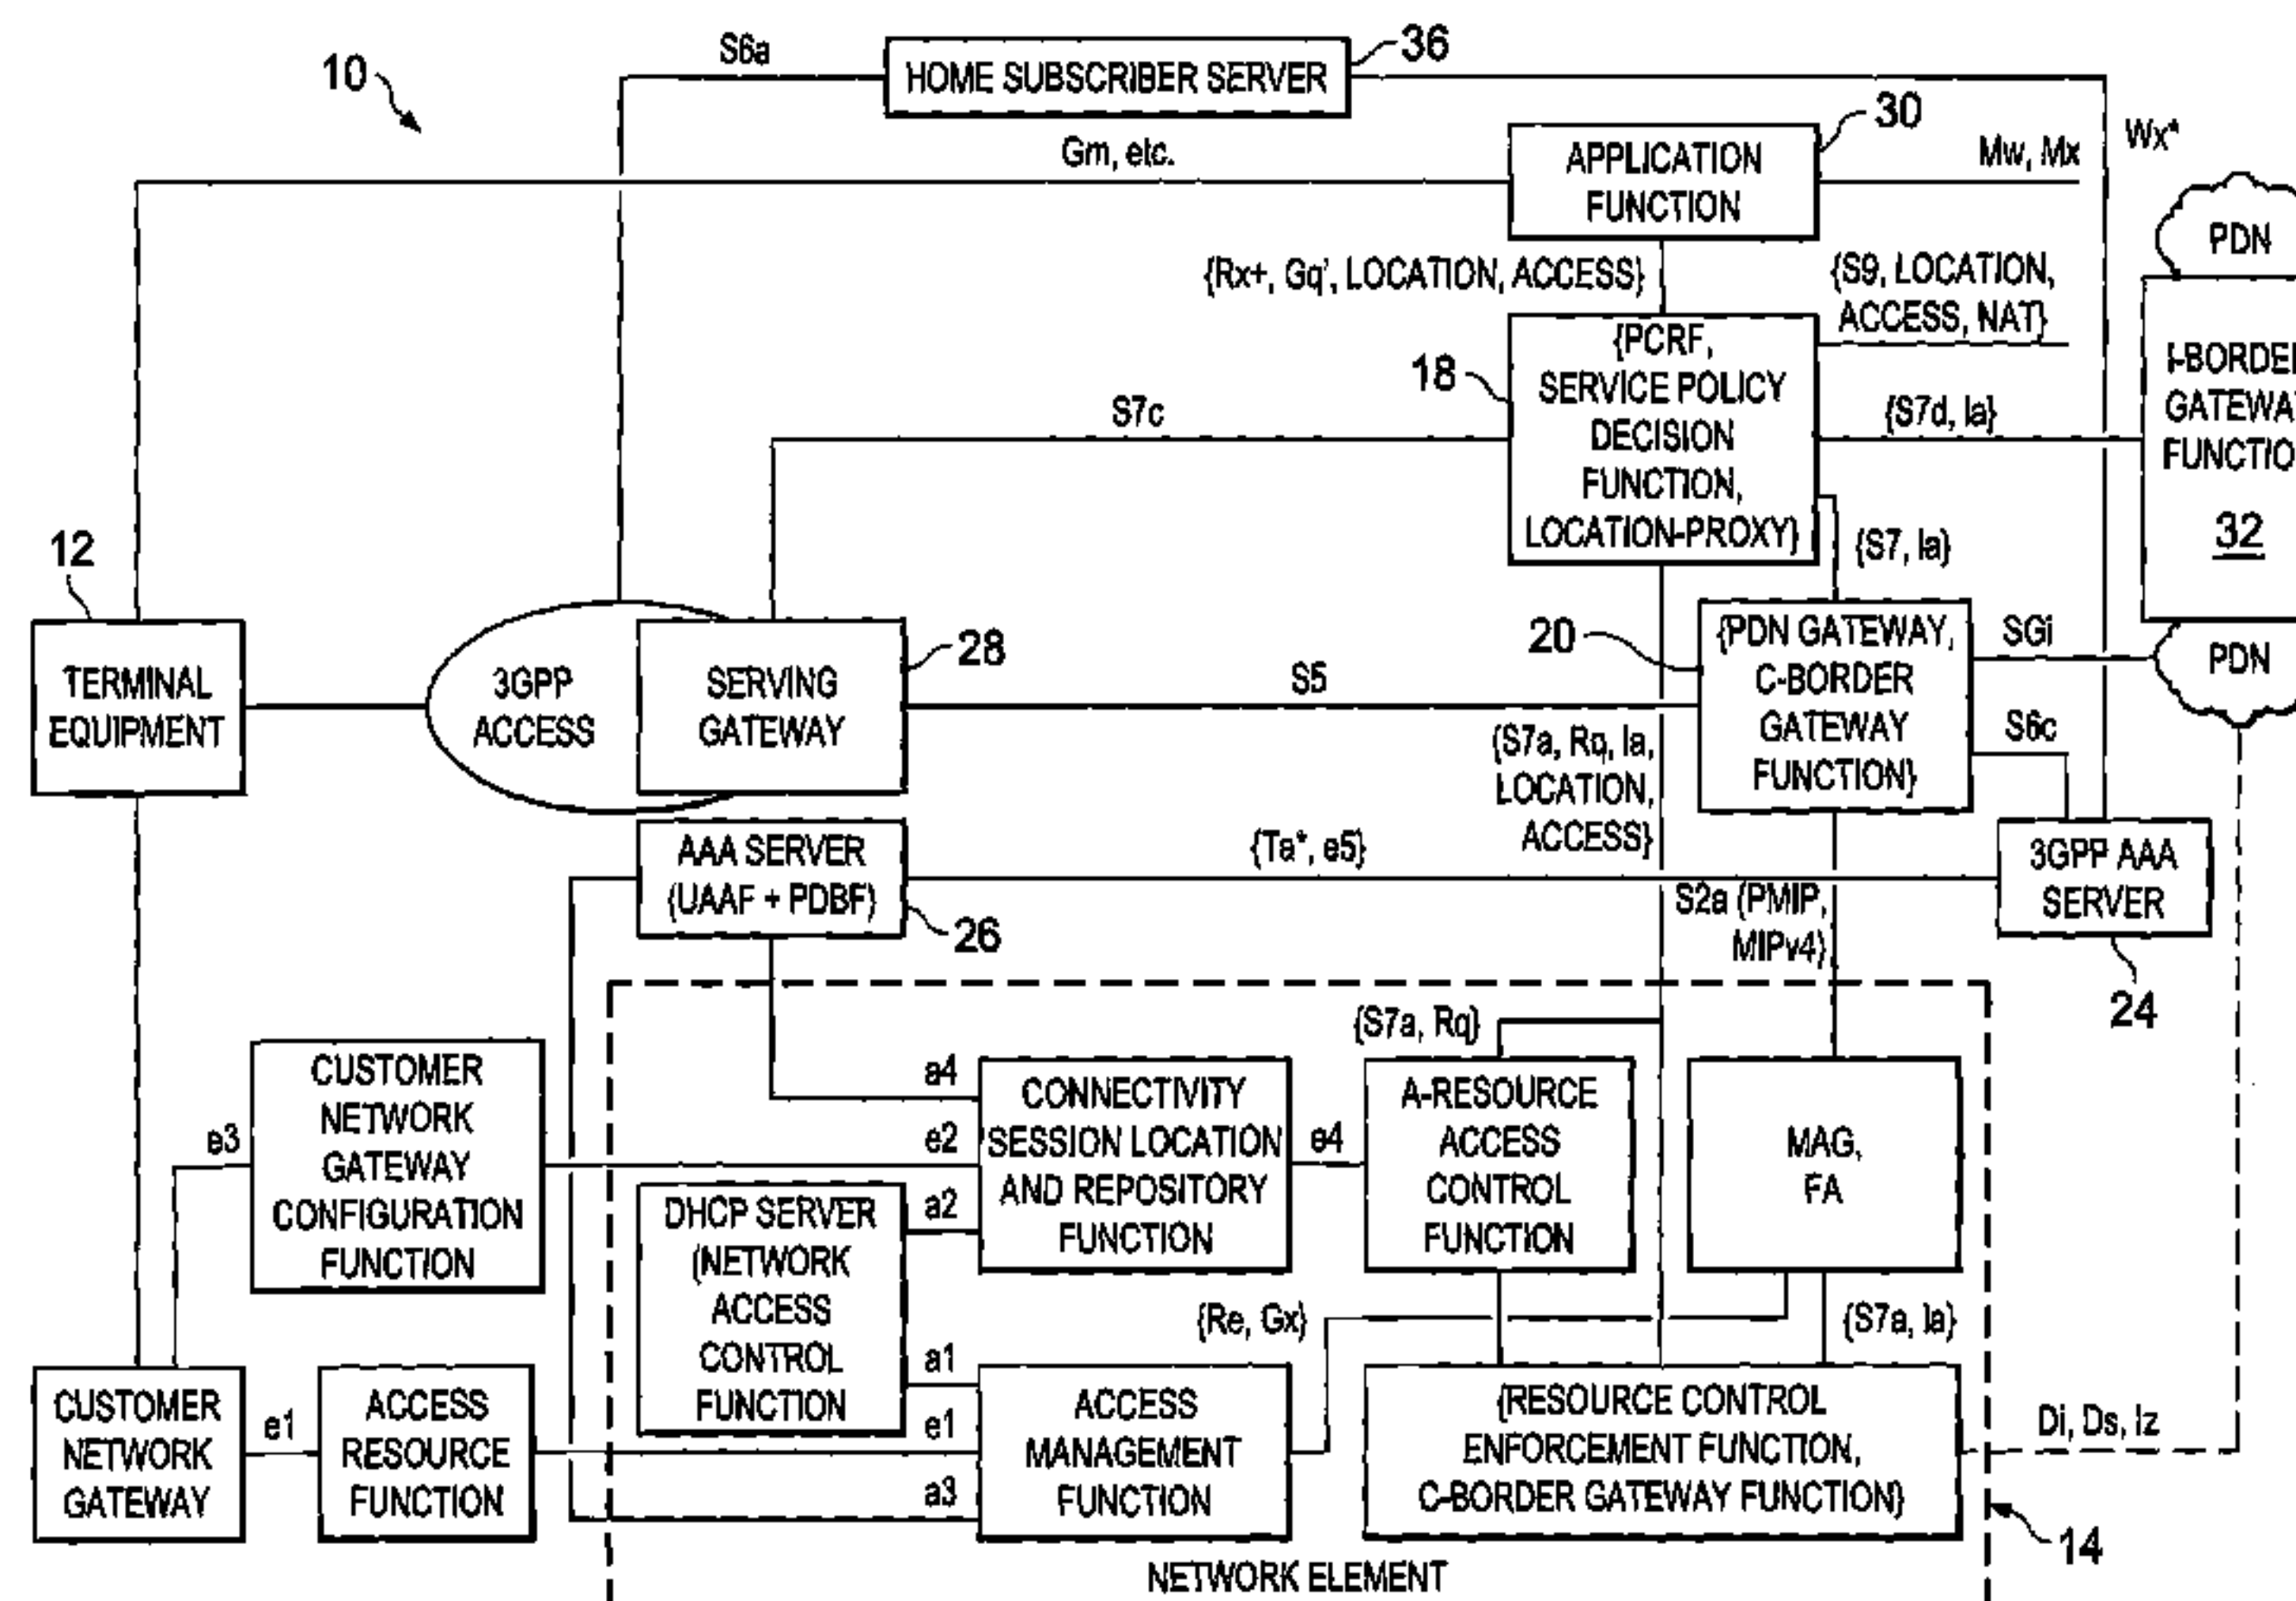 10
S6a
HOME SUBSCRIBER SERVER
36
Gm, etc.
APPLICATION
FUNCTION
30
Mw, Mx
Wx*
PDN
{Rx+, Gq', LOCATION, ACCESS}
{S9, LOCATION,
ACCESS, NAT}
18
{PCRF,
SERVICE POLICY
DECISION
FUNCTION,
LOCATION-PROXY}
S7c
{S7d, Ia}
GATEWA
FUNCTIO
32
{S7, Ia}
12
TERMINAL
EQUIPMENT
3GPP
ACCESS
SERVING
GATEWAY
28
S5
20
{PDN GATEWAY,
C-BORDER
GATEWAY
FUNCTION}
SGi
PDN
S6c
{S7a, Rq, Ia,
LOCATION,
ACCESS}
AAA SERVER
(UAAF + PDBF)
26
{Ta*, e5}
3GPP AAA
SERVER
24
S2a (PMIP,
MIPv4)
{S7a, Rq}
CUSTOMER
NETWORK
GATEWAY
CONFIGURATION
FUNCTION
e3
a4
e2
a2
CONNECTIVITY
SESSION LOCATION
AND REPOSITORY
FUNCTION
e4
A-RESOURCE
ACCESS
CONTROL
FUNCTION
MAG,
FA
DHCP SERVER
(NETWORK
ACCESS
CONTROL
FUNCTION
{Re, Gx}
{S7a, Ia}
CUSTOMER
NETWORK
GATEWAY
e1
ACCESS
RESOURCE
FUNCTION
a1
e1
a3
ACCESS
MANAGEMENT
FUNCTION
{RESOURCE CONTROL
ENFORCEMENT FUNCTION,
C-BORDER GATEWAY FUNCTION}
Di, Ds, Iz
14
NETWORK ELEMENT